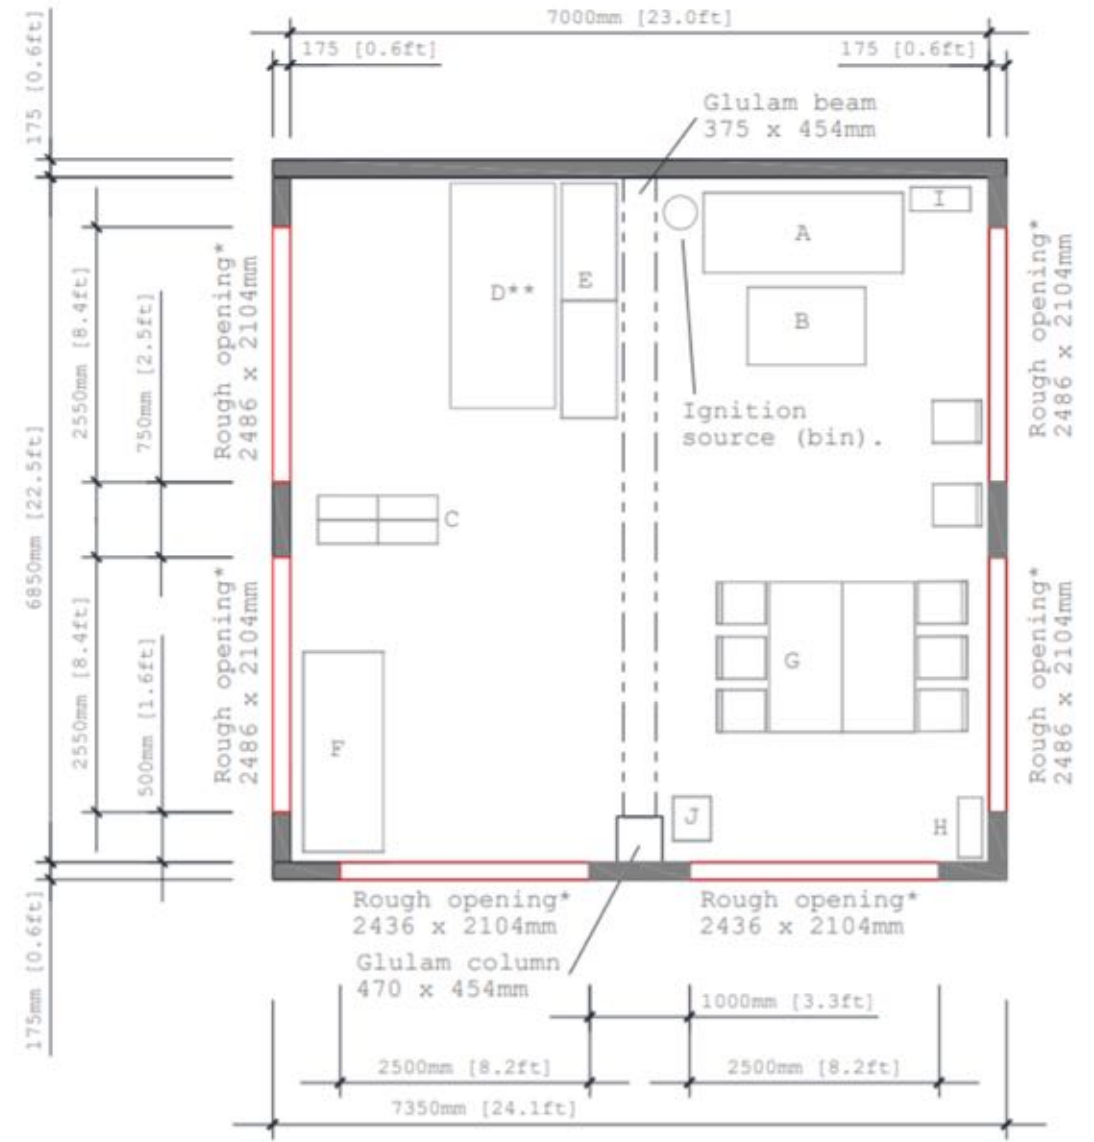 7000mm [23.0ft]
175 [0.6ft]
175 [0.6ft]
175 [0.6ft]
Glulam beam
375 x 454mm
I
A
D**
E
B
Rough opening*
2486 x 2104mm
Rough opening*
2486 x 2104mm
2550mm [8.4ft]
750mm [2.5ft]
Ignition
source (bin).
6850mm [22.5ft]
C
Rough opening*
2486 x 2104mm
Rough opening*
2486 x 2104mm
2550mm [8.4ft]
500mm [1.6ft]
G
F
J
H
Rough opening*
2436 x 2104mm
Rough opening*
2436 x 2104mm
175mm [0.6ft]
Glulam column
470 x 454mm
1000mm [3.3ft]
2500mm [8.2ft]
2500mm [8.2ft]
7350mm [24.1ft]